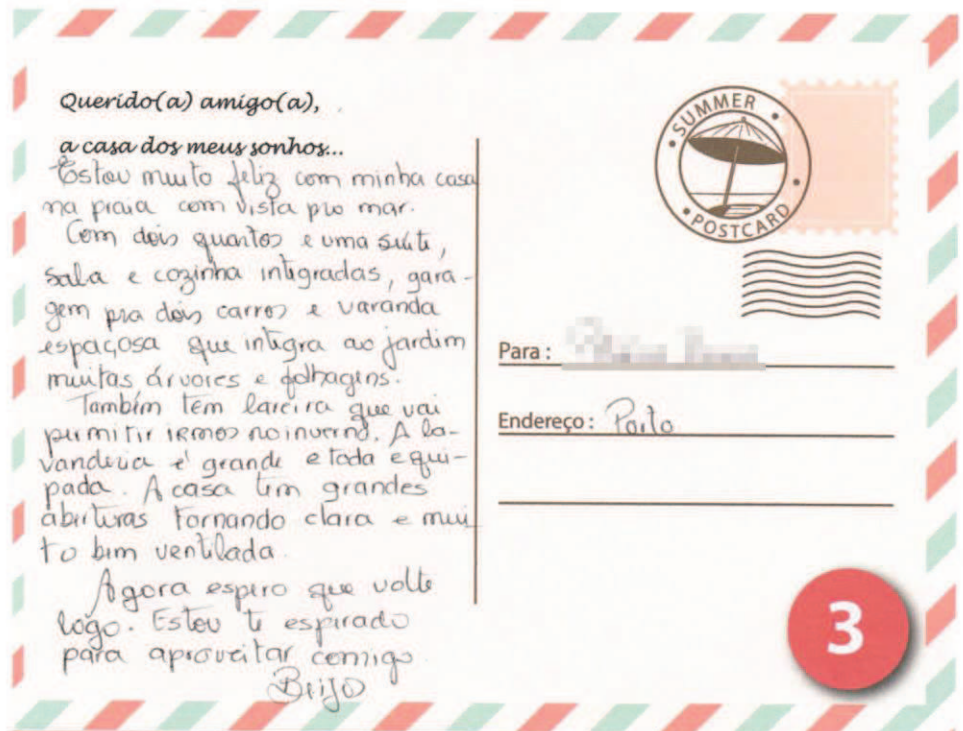 Querido(a) amigo(a),
a casa dos meus sonhos...
Estou muito feliz com minha casa
na praia com vista pro mar.
Com dois quartos e uma suíte,
sala e cozinha integradas, gara-
gem pra dois carros e varanda
espaçosa que integra ao jardim
muitas árvores e folhagens.
Também tem lareira que vai
permitir irmos no inverno. A la-
vanderia é grande e toda equi-
pada. A casa tem grandes
aberturas tornando clara e mui
to bem ventilada.
Agora espero que volte
logo. Estou te espirado
para aproveitar comigo.
Beijo
SUMMER
POSTCARD
Para:
Endereço: Porto
3